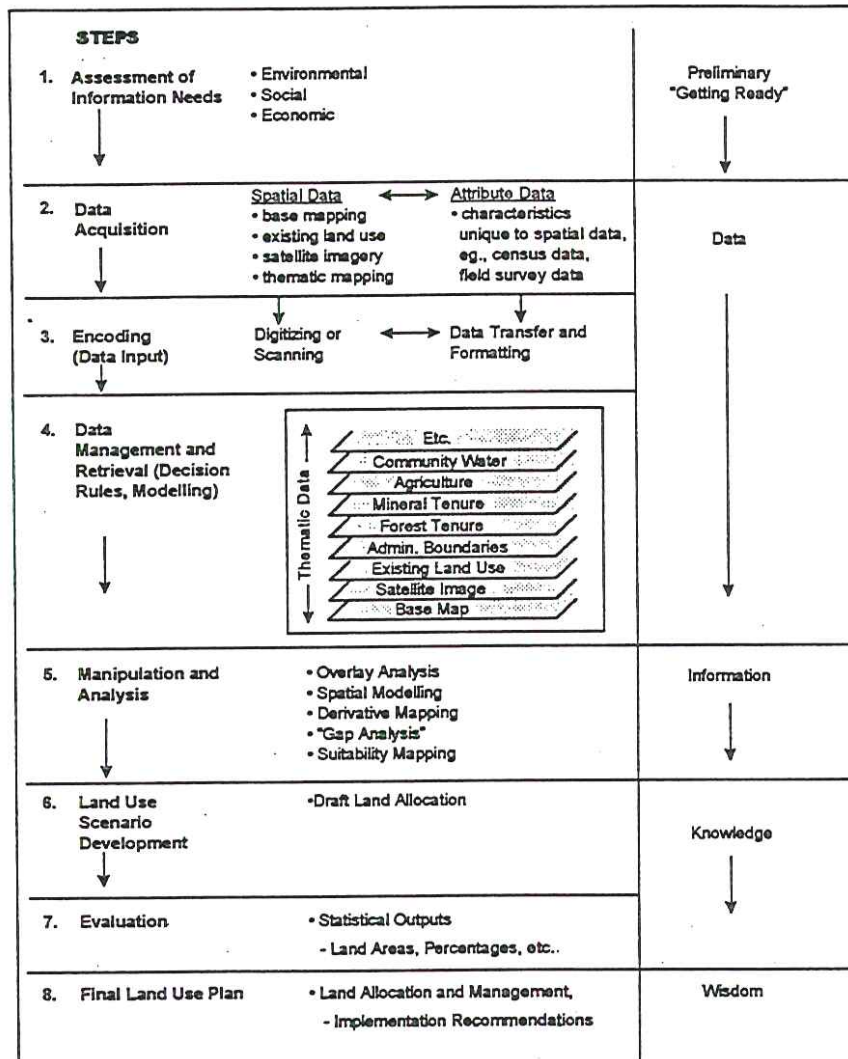 STEPS
1. Assessment of
Information Needs
• Environmental
• Social
• Economic
Preliminary
"Getting Ready"
2. Data
Acquisition
Spatial Data
• base mapping
• existing land use
• satellite imagery
• thematic mapping
Attribute Data
• characteristics
unique to spatial data,
eg., census data,
field survey data
Data
3. Encoding
(Data Input)
Digitizing or
Scanning
Data Transfer and
Formatting
4. Data
Management and
Retrieval (Decision
Rules, Modelling)
Thematic Data
Etc.
Community Water
Agriculture
Mineral Tenure
Forest Tenure
Admin. Boundaries
Existing Land Use
Satellite Image
Base Map
5. Manipulation and
Analysis
• Overlay Analysis
• Spatial Modelling
• Derivative Mapping
• "Gap Analysis"
• Suitability Mapping
Information
6. Land Use
Scenario
Development
•Draft Land Allocation
Knowledge
7. Evaluation
• Statistical Outputs
- Land Areas, Percentages, etc..
8. Final Land Use Plan
• Land Allocation and Management,
- Implementation Recommendations
Wisdom